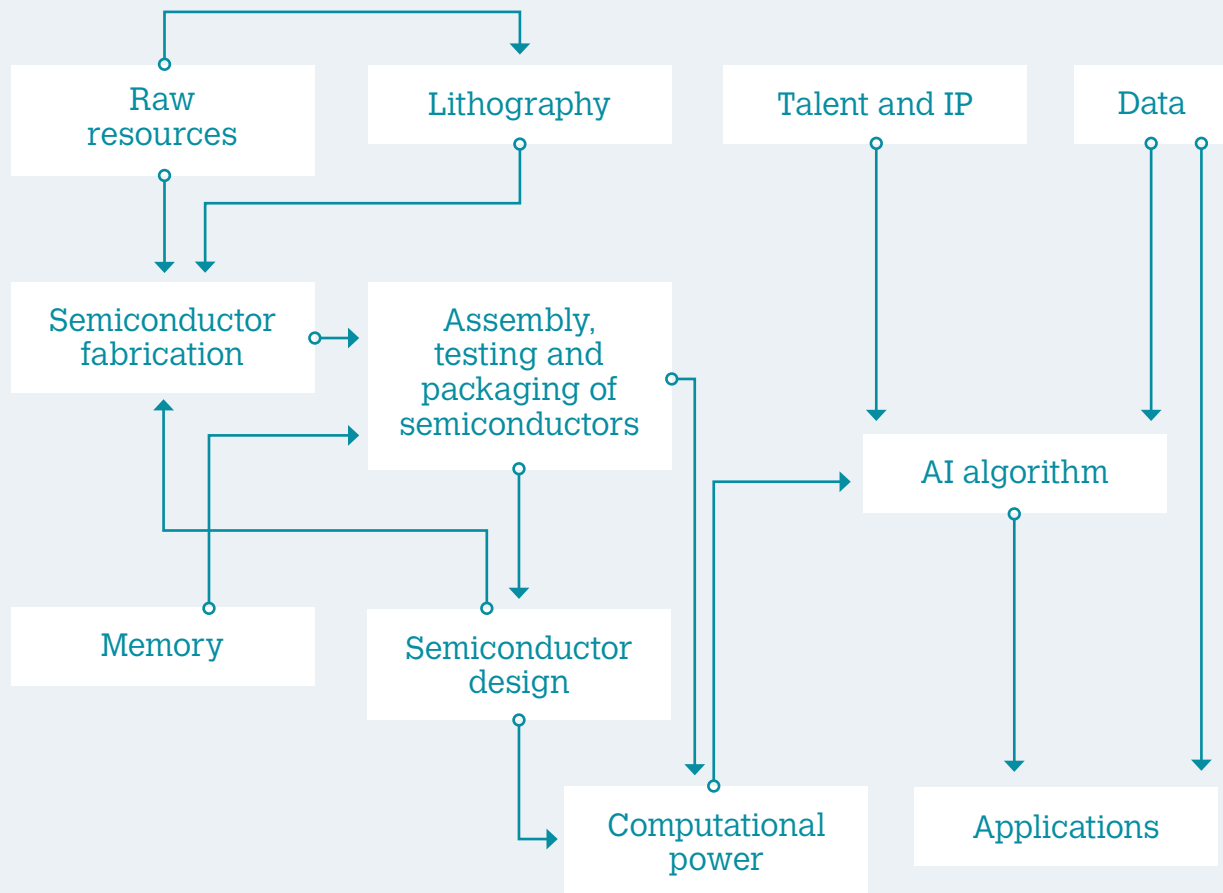 Raw
resources
Lithography
Talent and IP
Data
Semiconductor
fabrication
Assembly,
testing and
packaging of
semiconductors
AI algorithm
Memory
Semiconductor
design
Computational
power
Applications